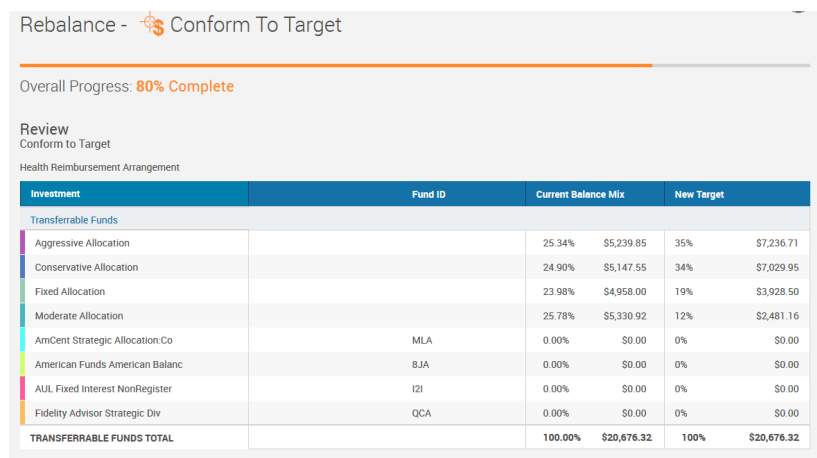 Rebalance - Conform To Target
Overall Progress: 80% Complete
Review
Conform to Target
Health Reimbursement Arrangement
Investment Fund ID Current Balance Mix New Target
Transferrable Funds
Aggressive Allocation 25.34% $5,239.85 35% $7,236.71
Conservative Allocation 24.90% $5,147.55 34% $7,029.95
Fixed Allocation 23.98% $4,958.00 19% $3,928.50
Moderate Allocation 25.78% $5,330.92 12% $2,481.16
AmCent Strategic Allocation:Co MLA 0.00% $0.00 0% $0.00
American Funds American Balanc 8JA 0.00% $0.00 0% $0.00
AUL Fixed Interest NonRegister I2I 0.00% $0.00 0% $0.00
Fidelity Advisor Strategic Div QCA 0.00% $0.00 0% $0.00
TRANSFERRABLE FUNDS TOTAL 100.00% $20,676.32 100% $20,676.32